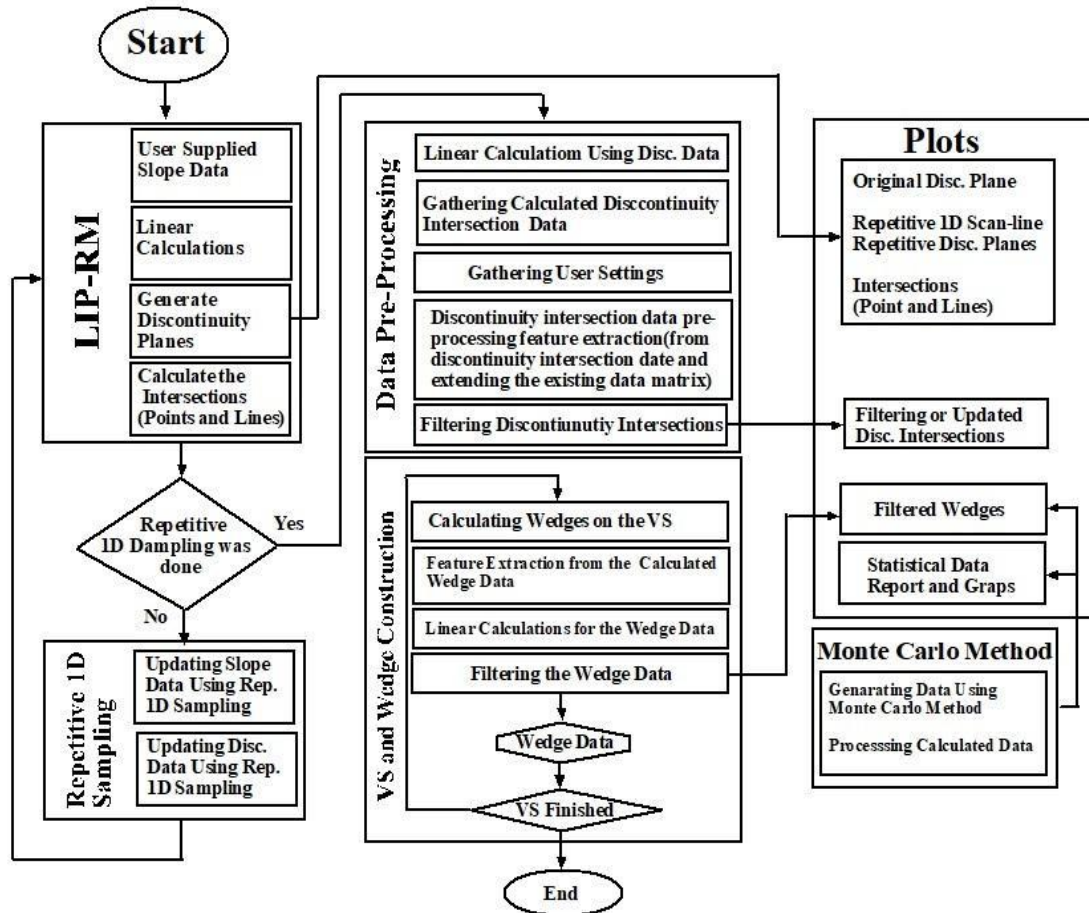 Start
LIP-RM
User Supplied
Slope Data
Linear
Calculations
Generate
Discontinuity
Planes
Calculate the
Intersections
(Points and Lines)
Repetitive
1D Dampling was
done
Yes
No
Repetitive 1D
Sampling
Updating Slope
Data Using Rep.
1D Sampling
Updating Disc.
Data Using Rep.
1D Sampling
Data Pre-Processing
Linear Calculatiom Using Disc. Data
Gathering Calculated Disccontinuity
Intersection Data
Gathering User Settings
Discontinuity intersection data pre-
processing feature extraction(from
discontinuity intersection date and
extending the existing data matrix)
Filtering Discontiunutiy Intersections
VS and Wedge Construction
Calculating Wedges on the VS
Feature Extraction from the Calculated
Wedge Data
Linear Calculations for the Wedge Data
Filtering the Wedge Data
Wedge Data
VS Finished
End
Plots
Original Disc. Plane
Repetitive 1D Scan-line
Repetitive Disc. Planes
Intersections
(Point and Lines)
Filtering or Updated
Disc. Intersections
Filtered Wedges
Statistical Data
Report and Graps
Monte Carlo Method
Genarating Data Using
Monte Carlo Method
Processsing Calculated Data